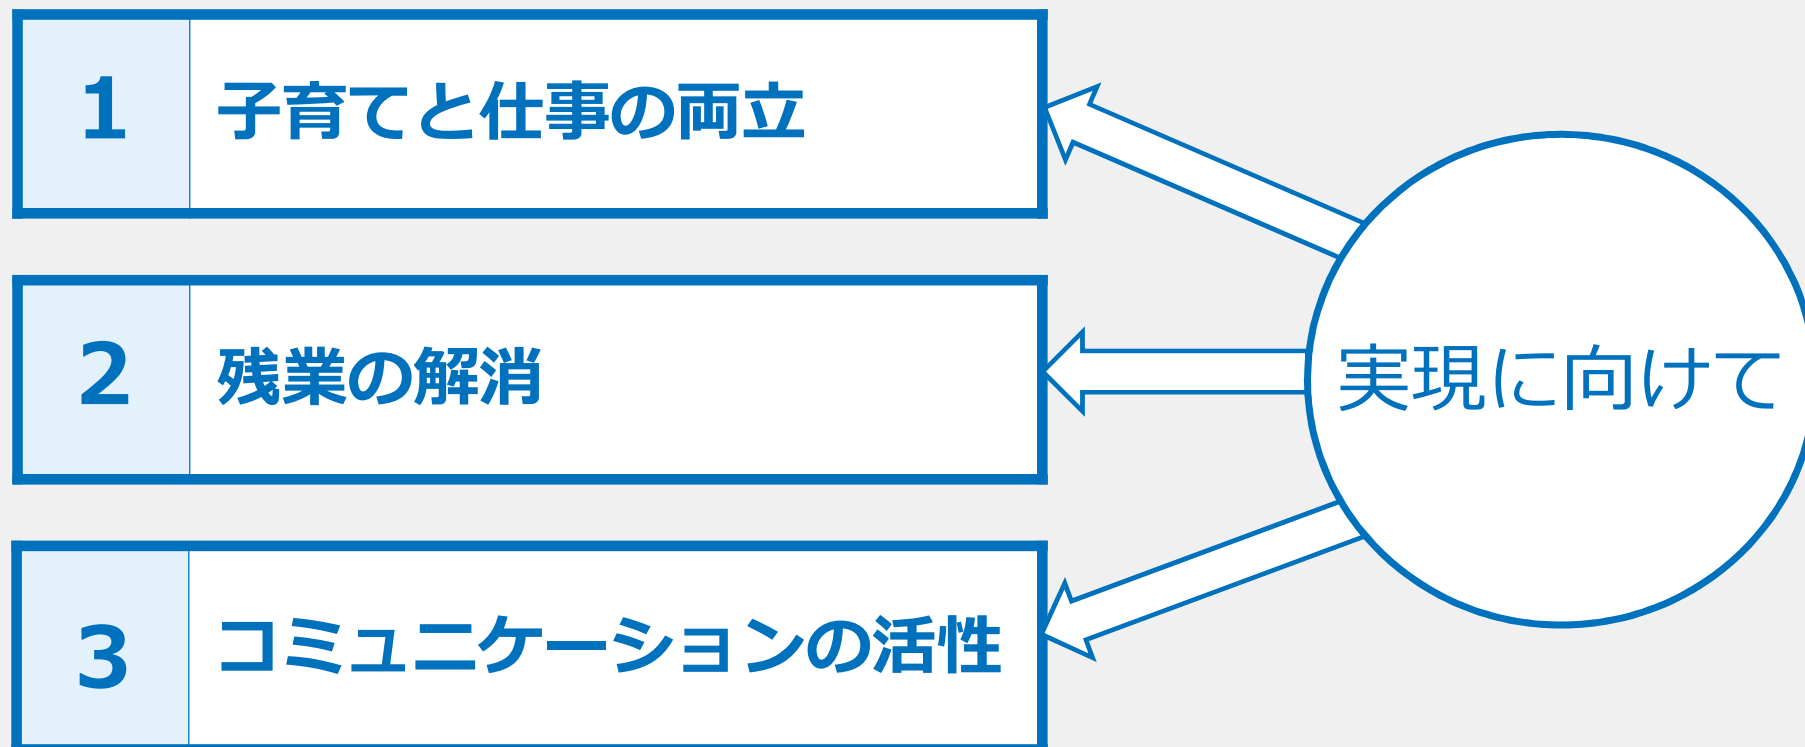 1 子育てと仕事の両立
2 残業の解消
3 コミュニケーションの活性
実現に向けて